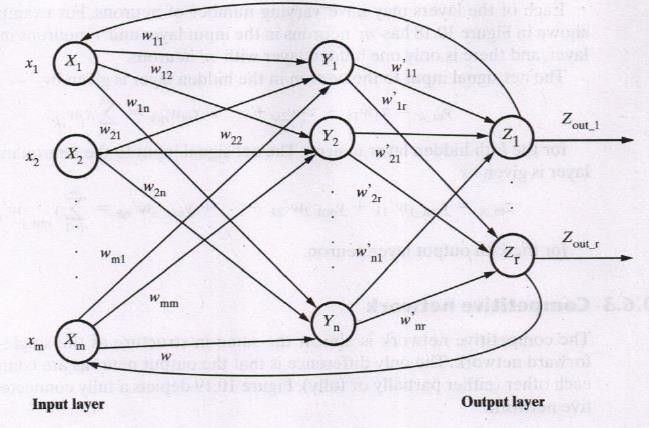 w11
x1 X1 Y1 w'11
w12
w1n w'1r Zout_1
w21 w22 Y2 Z1
x2 X2 w'21
w2n w'2r
Zout_r
wm1 w'n1 Zr
wmm
Yn w'nr
xm Xm w
Input layer Output layer